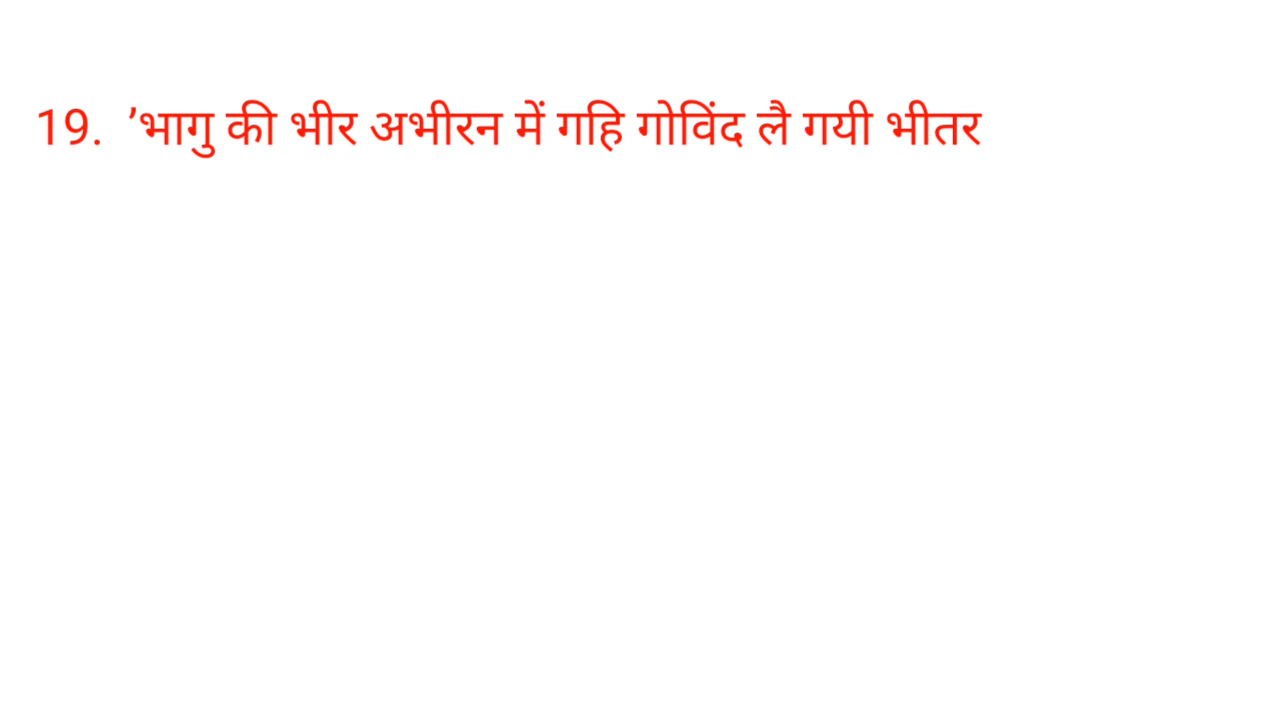 19. ’भागु की भीर अभीरन में गहि गोविंद लै गयी भीतर